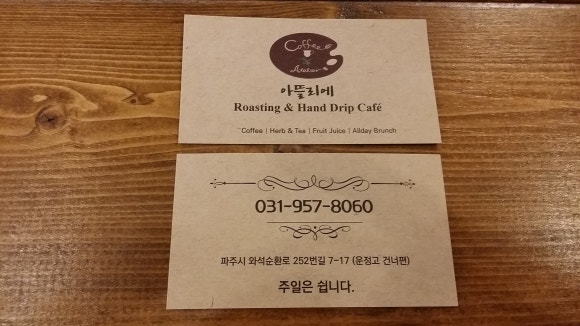 Coffee
Atelier
아뜰리에
Roasting & Hand Drip Café
Coffee | Herb & Tea | Fruit Juice | Allday Brunch
031-957-8060
파주시 와석순환로 252번길 7-17 (운정고 건너편)
주일은 쉽니다.